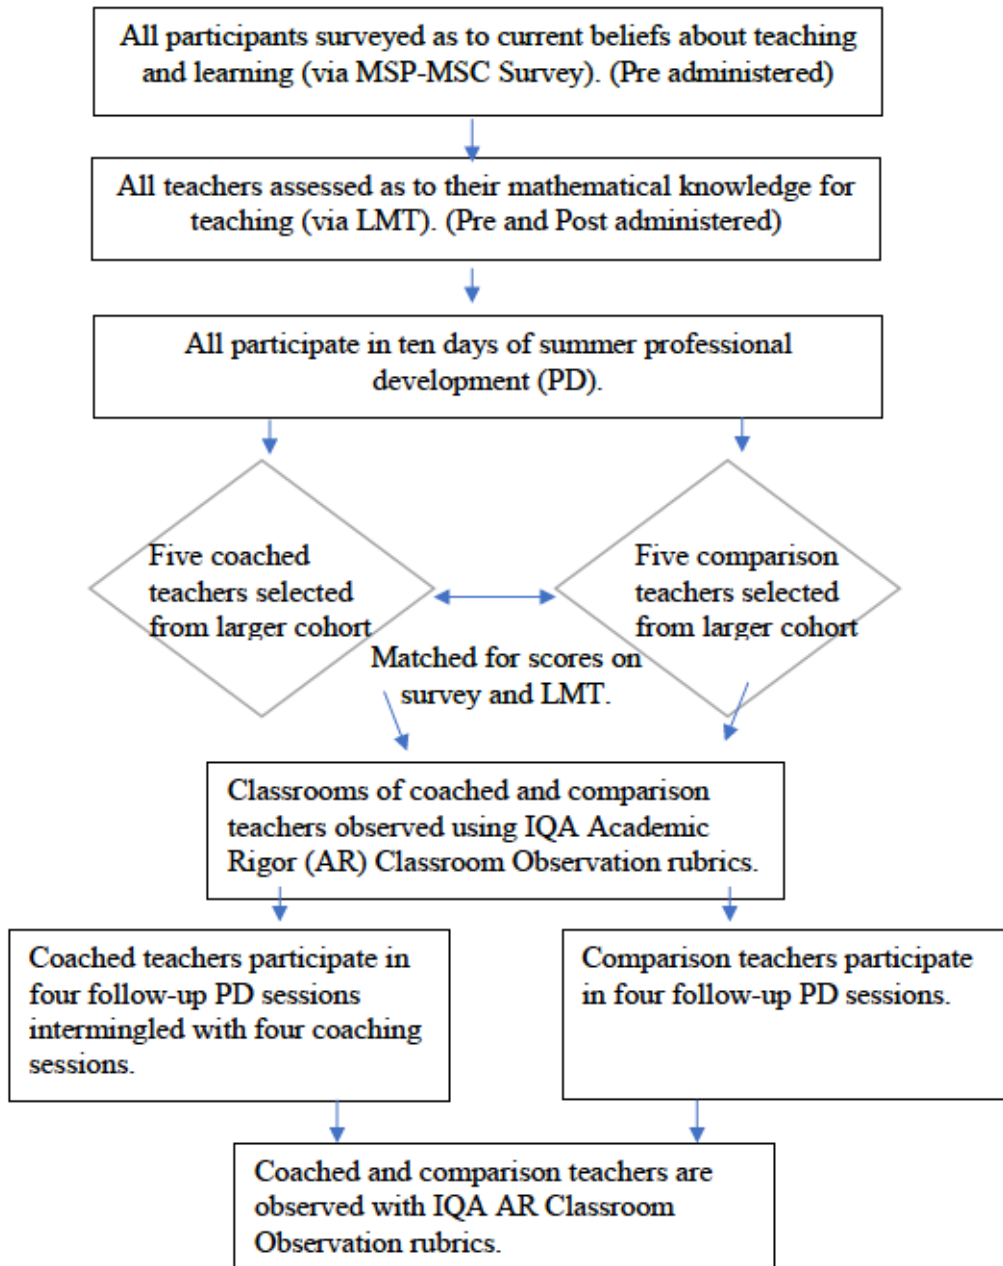 All participants surveyed as to current beliefs about teaching
and learning (via MSP-MSC Survey). (Pre administered)
All teachers assessed as to their mathematical knowledge for
teaching (via LMT). (Pre and Post administered)
All participate in ten days of summer professional
development (PD).
Five coached
teachers selected
from larger cohort
Five comparison
teachers selected
from larger cohort
Matched for scores on
survey and LMT.
Classrooms of coached and comparison
teachers observed using IQA Academic
Rigor (AR) Classroom Observation rubrics.
Coached teachers participate in
four follow-up PD sessions
intermingled with four coaching
sessions.
Comparison teachers participate
in four follow-up PD sessions.
Coached and comparison teachers are
observed with IQA AR Classroom
Observation rubrics.